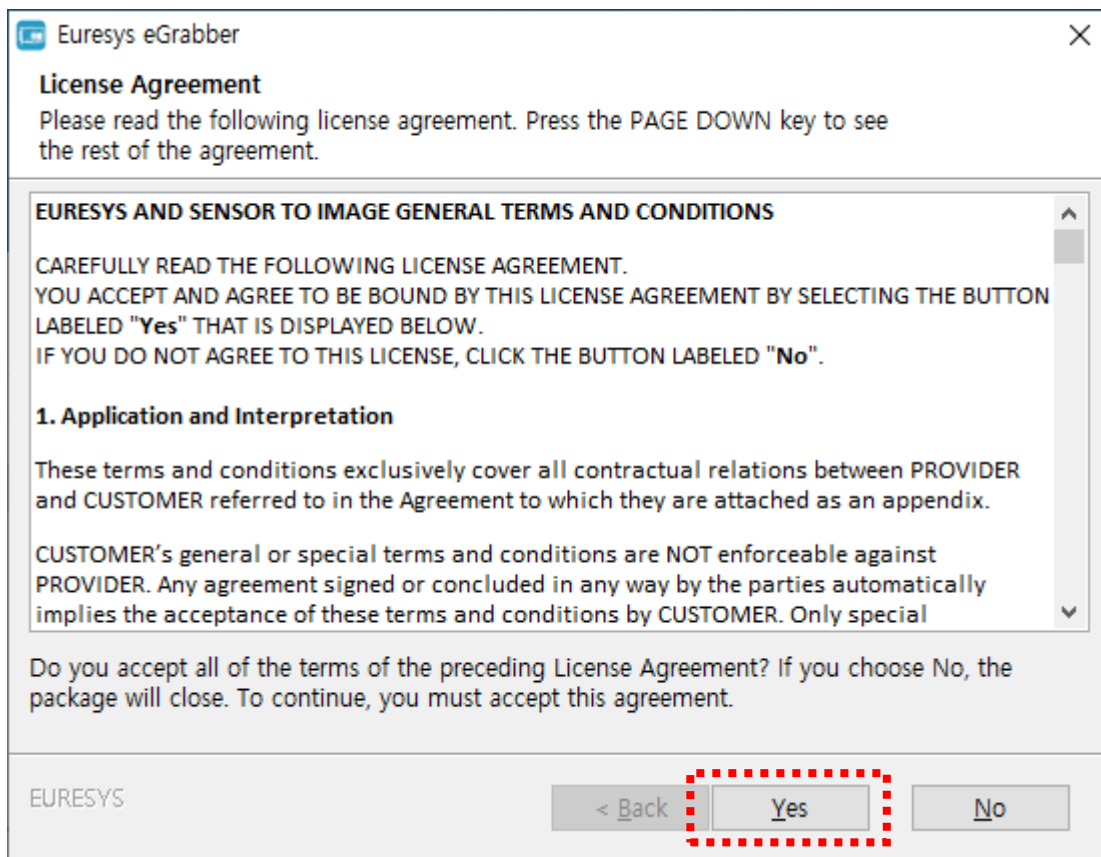 Euresys eGrabber
License Agreement
Please read the following license agreement. Press the PAGE DOWN key to see
the rest of the agreement.
EURESYS AND SENSOR TO IMAGE GENERAL TERMS AND CONDITIONS
CAREFULLY READ THE FOLLOWING LICENSE AGREEMENT.
YOU ACCEPT AND AGREE TO BE BOUND BY THIS LICENSE AGREEMENT BY SELECTING THE BUTTON
LABELED "Yes" THAT IS DISPLAYED BELOW.
IF YOU DO NOT AGREE TO THIS LICENSE, CLICK THE BUTTON LABELED "No".
1. Application and Interpretation
These terms and conditions exclusively cover all contractual relations between PROVIDER
and CUSTOMER referred to in the Agreement to which they are attached as an appendix.
CUSTOMER’s general or special terms and conditions are NOT enforceable against
PROVIDER. Any agreement signed or concluded in any way by the parties automatically
implies the acceptance of these terms and conditions by CUSTOMER. Only special
Do you accept all of the terms of the preceding License Agreement? If you choose No, the
package will close. To continue, you must accept this agreement.
EURESYS
< Back
Yes
No